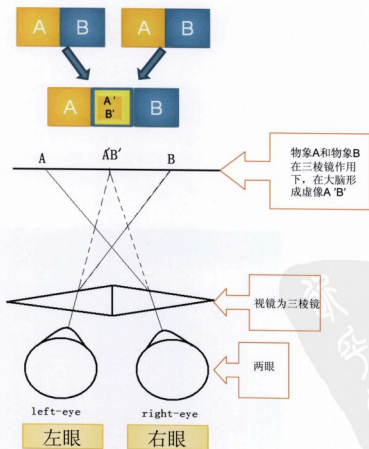 A B A B
A A' B
B'
A A'B' B
物象A和物象B
在三棱镜作用
下，在大脑形
成虚像A 'B'
视镜为三棱镜
两眼
left-eye right-eye
左眼 右眼